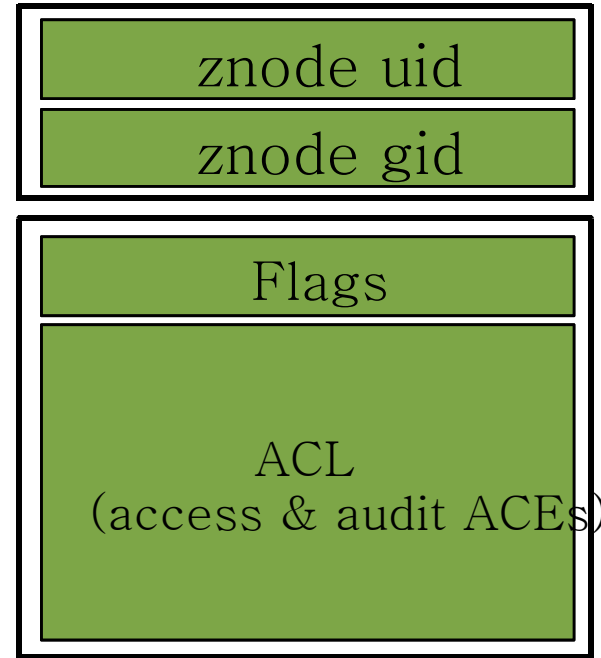 znode uid
znode gid
Flags
ACL
(access & audit ACEs)